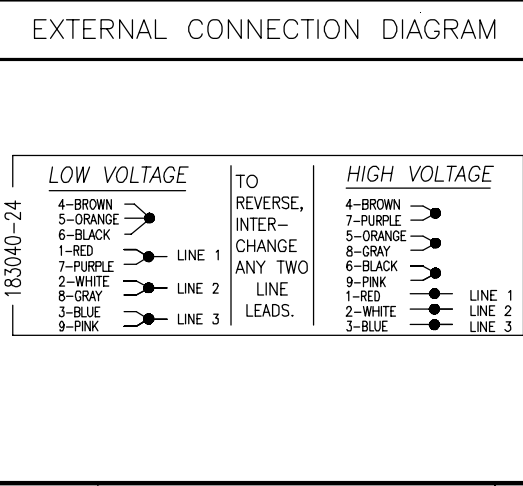 EXTERNAL CONNECTION DIAGRAM
183040-24
LOW VOLTAGE
4-BROWN
5-ORANGE
6-BLACK
1-RED
7-PURPLE
LINE 1
2-WHITE
8-GRAY
LINE 2
3-BLUE
9-PINK
LINE 3
TO
REVERSE,
INTER-
CHANGE
ANY TWO
LINE
LEADS.
HIGH VOLTAGE
4-BROWN
7-PURPLE
5-ORANGE
8-GRAY
6-BLACK
9-PINK
1-RED LINE 1
2-WHITE LINE 2
3-BLUE LINE 3